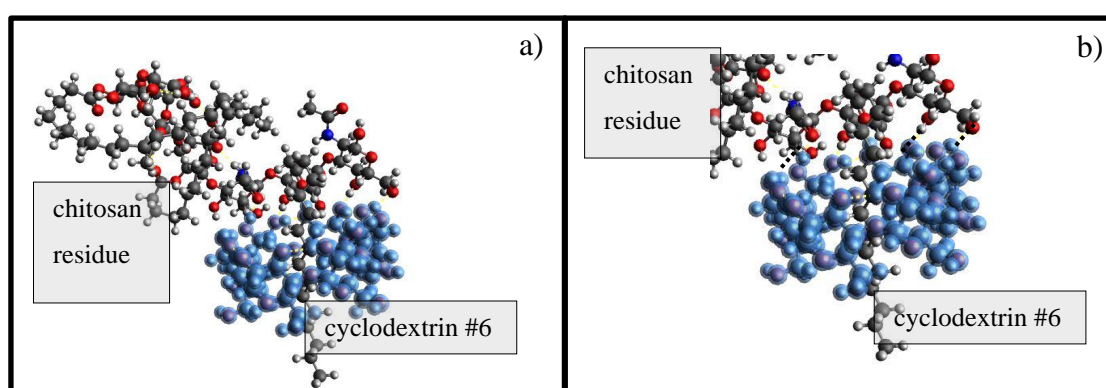 a)
chitosan
residue
cyclodextrin #6
b)
chitosan
residue
cyclodextrin #6